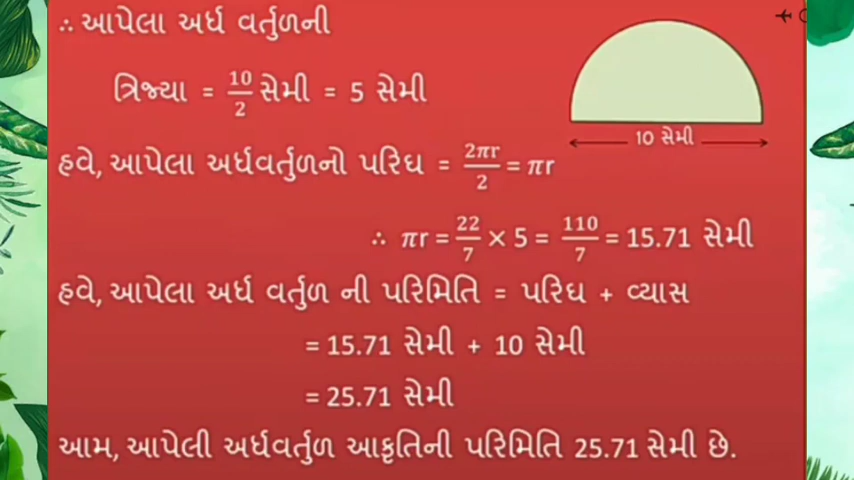 ∴ આપેલા અર્ધ વર્તુળની
ત્રિજ્યા = 10/2 સેમી = 5 સેમી
10 સેમી
હવે, આપેલા અર્ધવર્તુળનો પરિઘ = 2πr/2 = πr
∴ πr = 22/7 × 5 = 110/7 = 15.71 સેમી
હવે, આપેલા અર્ધ વર્તુળ ની પરિમિતિ = પરિઘ + વ્યાસ
= 15.71 સેમી + 10 સેમી
= 25.71 સેમી
આમ, આપેલી અર્ધવર્તુળ આકૃતિની પરિમિતિ 25.71 સેમી છે.